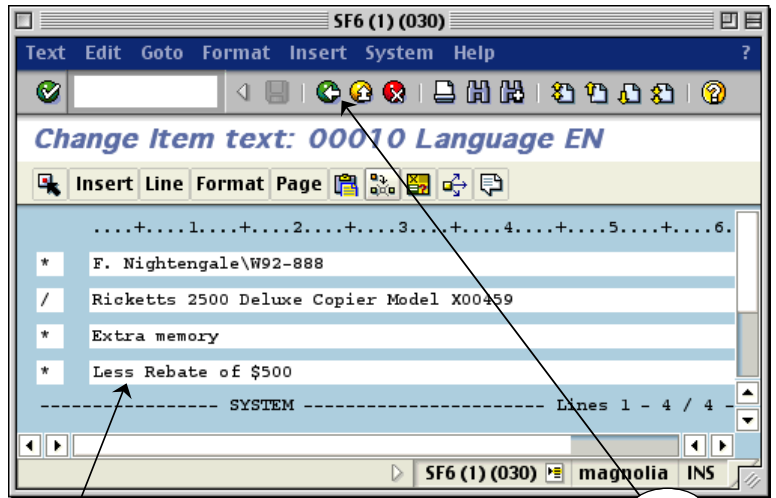 SF6 (1) (030)
Text Edit Goto Format Insert System Help ?
Change Item text: 00010 Language EN
Insert Line Format Page
....+....1....+....2....+....3....+....4....+....5....+....6.
* F. Nightengale\W92-888
/ Ricketts 2500 Deluxe Copier Model X00459
* Extra memory
* Less Rebate of $500
----------------- SYSTEM ---------------------- Lines 1 - 4 / 4 -
SF6 (1) (030) magnolia INS